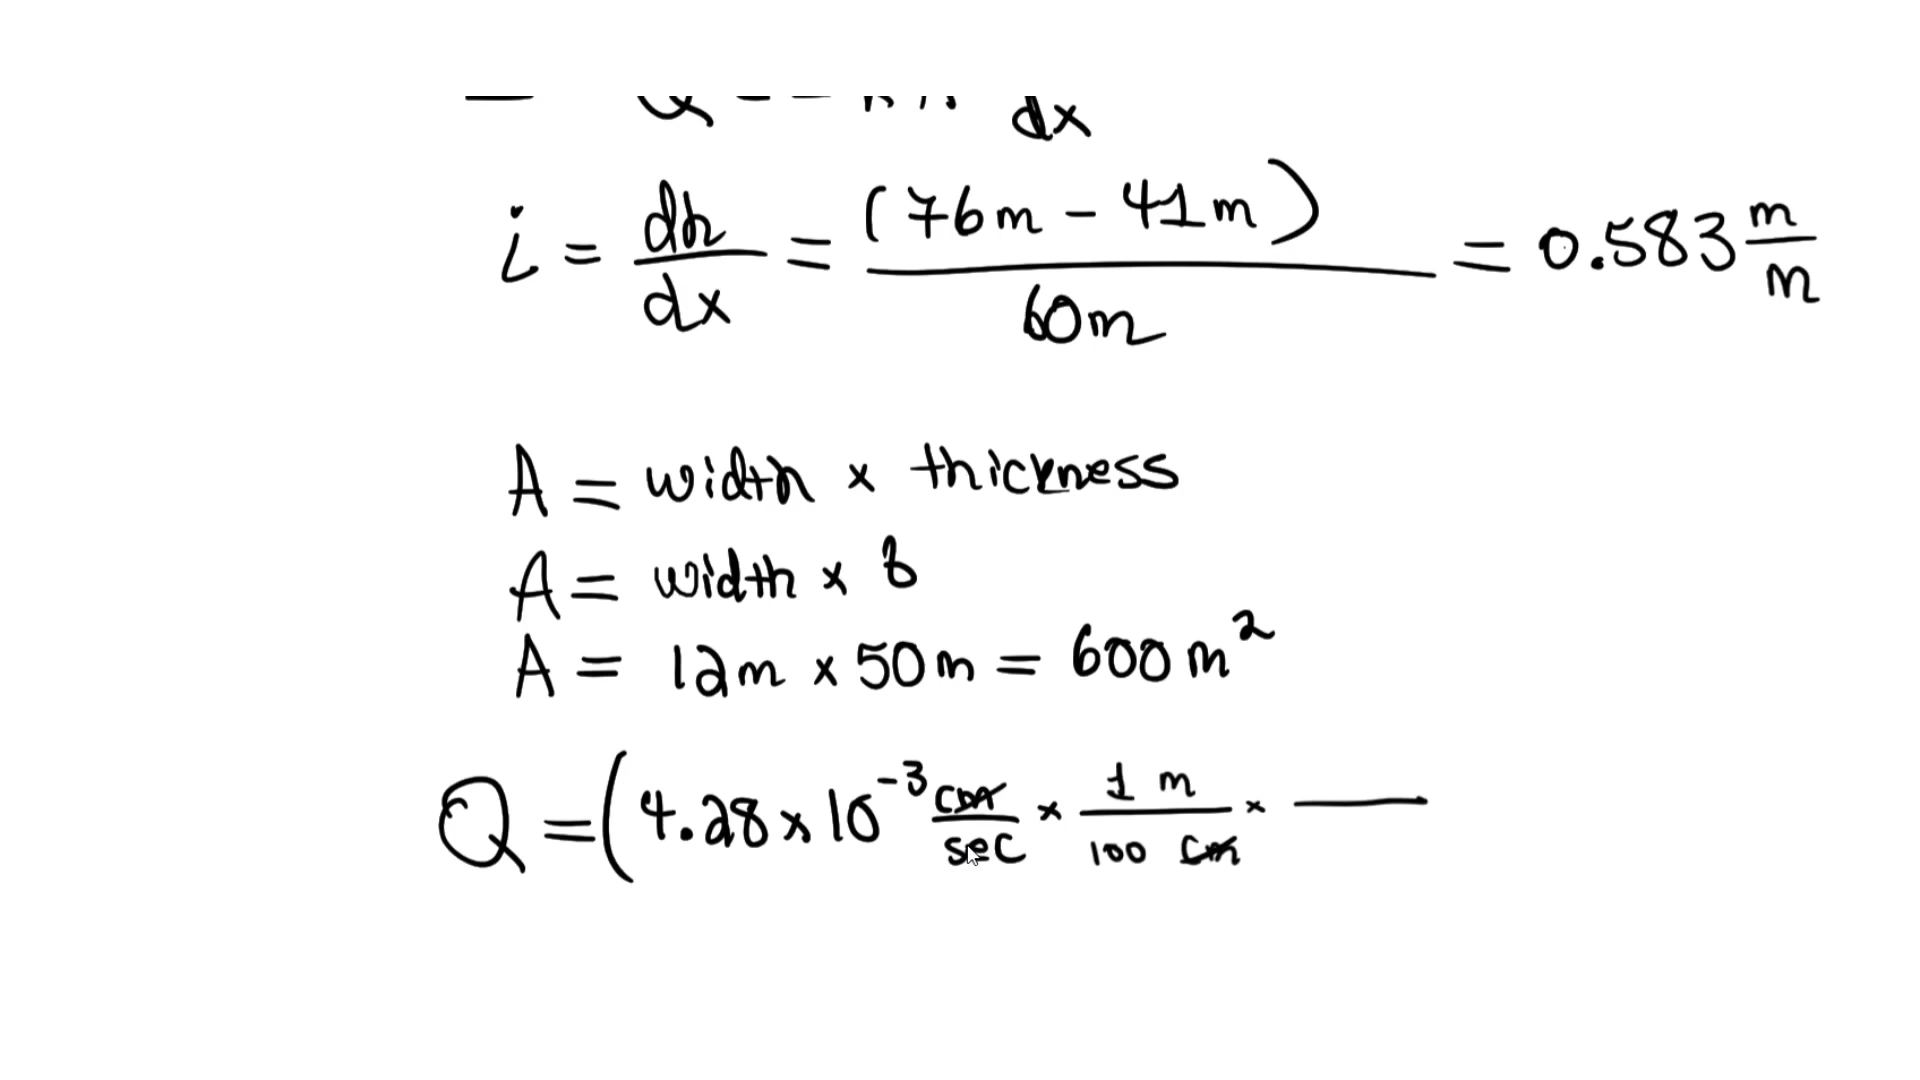 dx
i = dh/dx = (76m - 41m)/60m = 0.583 m/m
A = width x thickness
A = width x b
A = 12m x 50m = 600 m²
Q = (4.28 x 10⁻³ cm/sec x 1 m/100 cm x